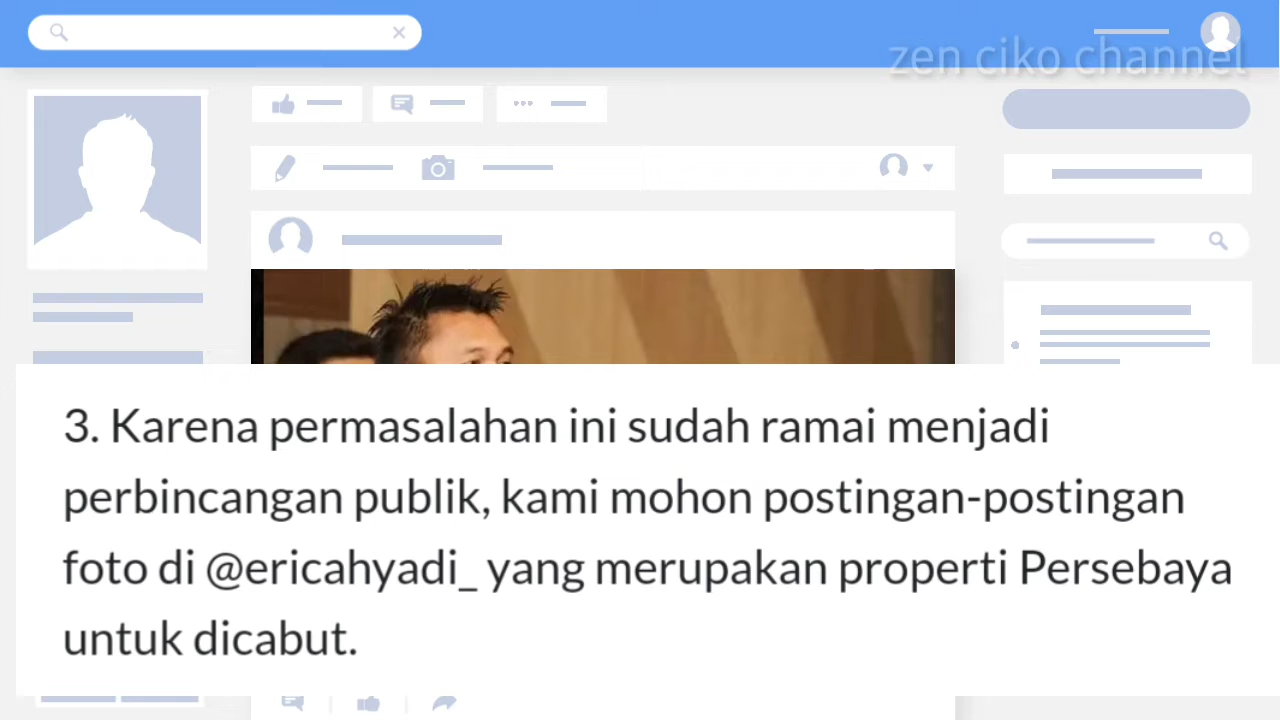 zen ciko channel
3. Karena permasalahan ini sudah ramai menjadi
perbincangan publik, kami mohon postingan-postingan
foto di @ericahyadi_ yang merupakan properti Persebaya
untuk dicabut.